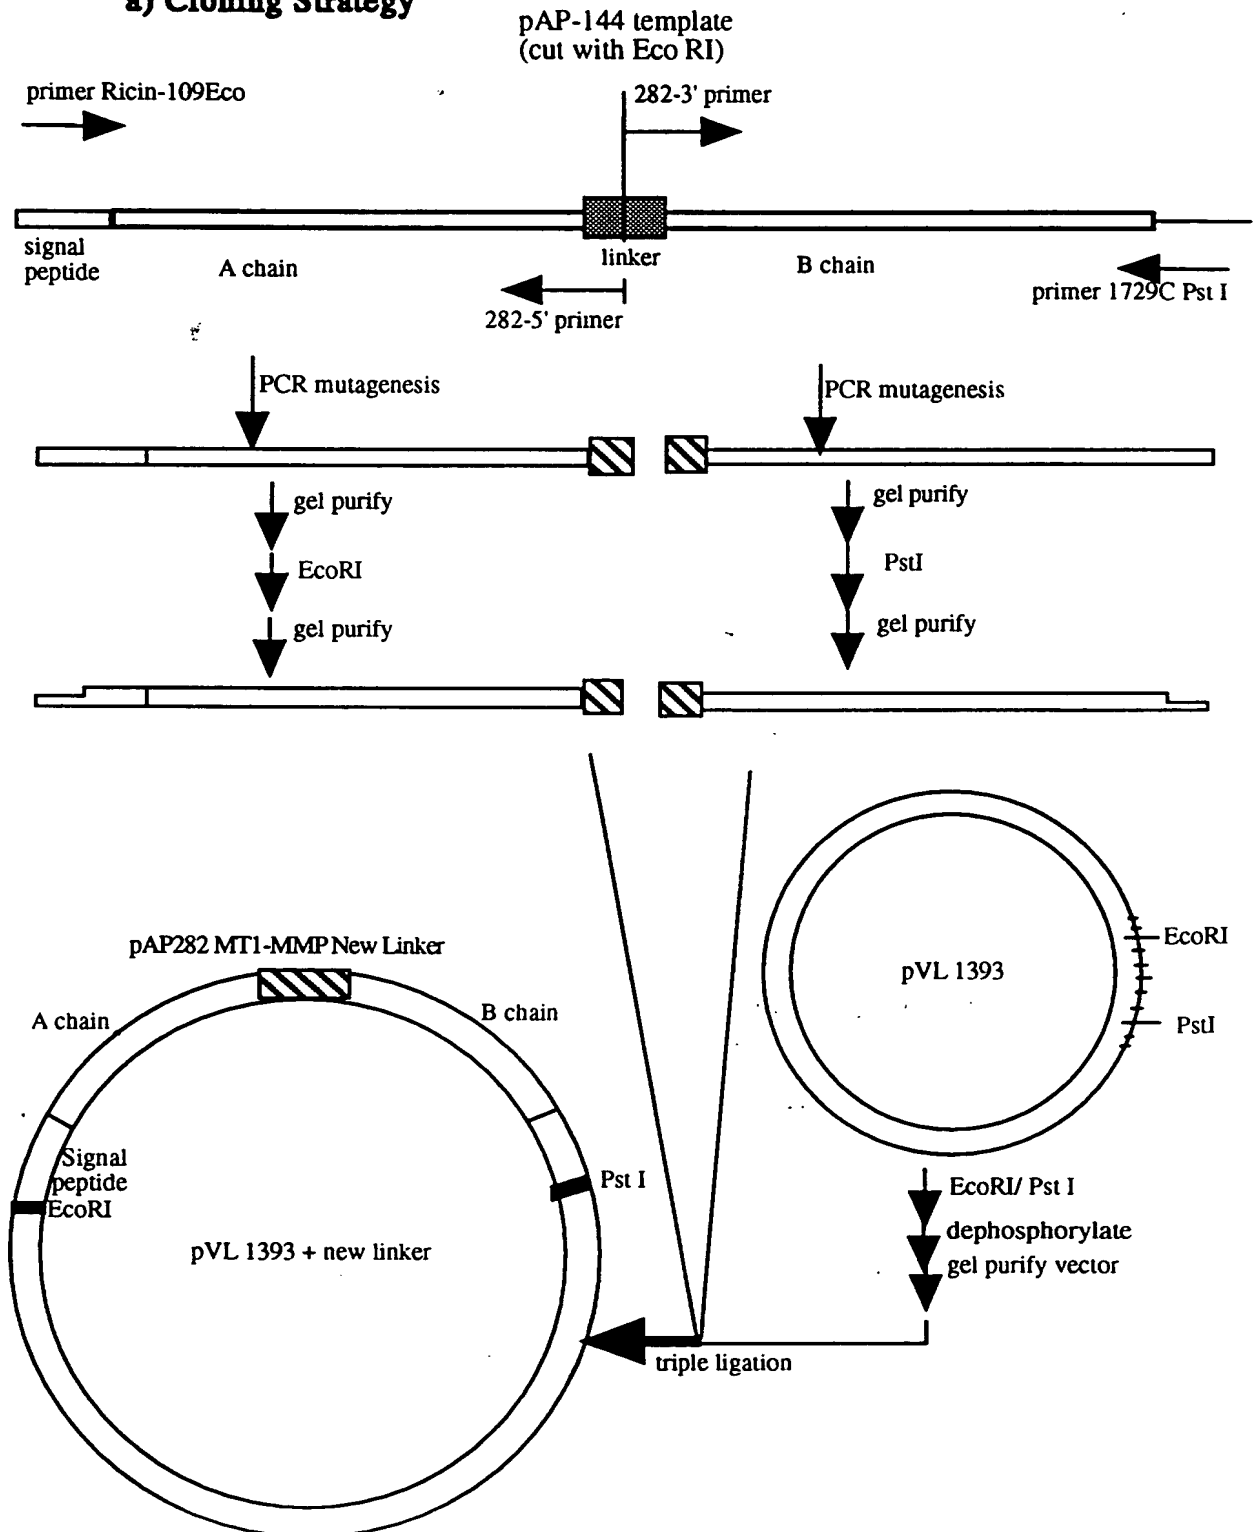 a) Cloning Strategy
pAP-144 template
(cut with Eco RI)
primer Ricin-109Eco
282-3' primer
signal
peptide
A chain
linker
B chain
primer 1729C Pst I
282-5' primer
PCR mutagenesis
PCR mutagenesis
gel purify
gel purify
EcoRI
PstI
gel purify
gel purify
pAP282 MT1-MMP New Linker
A chain
B chain
pVL 1393
EcoRI
PstI
Signal
peptide
EcoRI
Pst I
pVL 1393 + new linker
EcoRI/ Pst I
dephosphorylate
gel purify vector
triple ligation